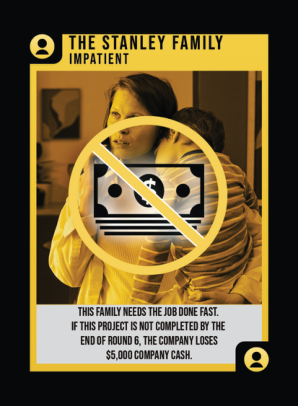 THE STANLEY FAMILY
IMPATIENT
$
THIS FAMILY NEEDS THE JOB DONE FAST.
IF THIS PROJECT IS NOT COMPLETED BY THE
END OF ROUND 6, THE COMPANY LOSES
$5,000 COMPANY CASH.